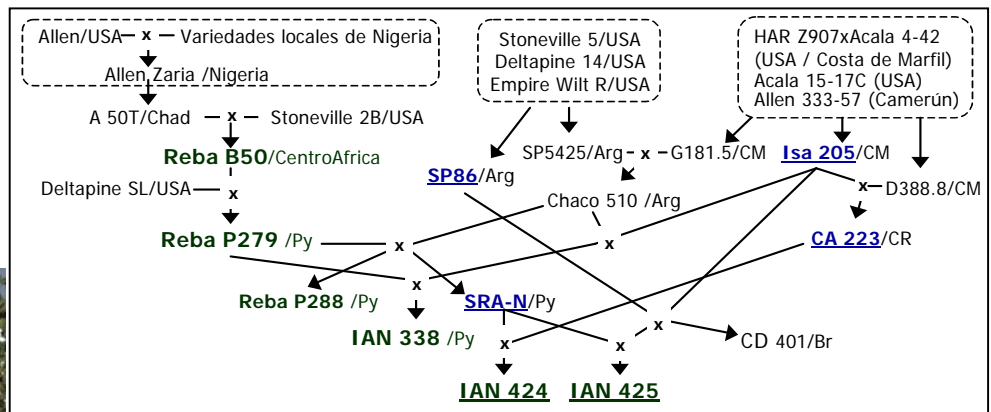 Allen/USA x Variedades locales de Nigeria
Allen Zaria /Nigeria
A 50T/Chad x Stoneville 2B/USA
Reba B50/CentroAfrica
Deltapine SL/USA x
Reba P279 /Py x
Reba P288 /Py
x
IAN 338 /Py
Stoneville 5/USA
Deltapine 14/USA
Empire Wilt R/USA
SP5425/Arg x G181.5/CM
SP86/Arg
Chaco 510 /Arg
x
HAR Z907xAcala 4-42
(USA / Costa de Marfil)
Acala 15-17C (USA)
Allen 333-57 (Camerún)
Isa 205/CM
x D388.8/CM
CA 223/CR
SRA-N/Py
x
CD 401/Br
x
x
IAN 424
IAN 425